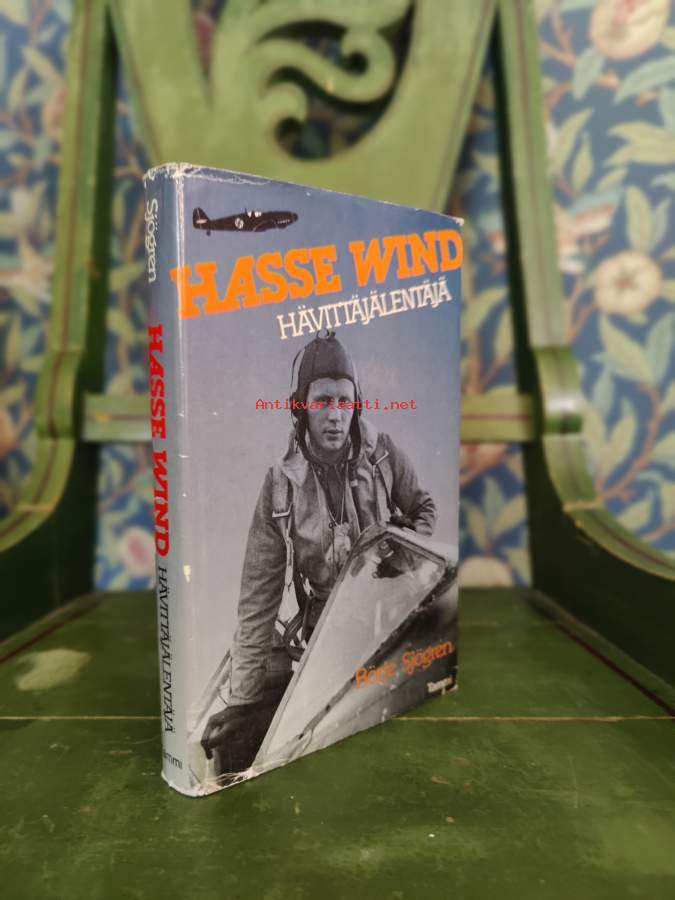 Sjögren
HASSE WIND
HÄVITTÄJÄLENTÄJÄ
HASSE WIND
HÄVITTÄJÄLENTÄJÄ
Antikvariaatti.net
Börje Sjögren
Tammi